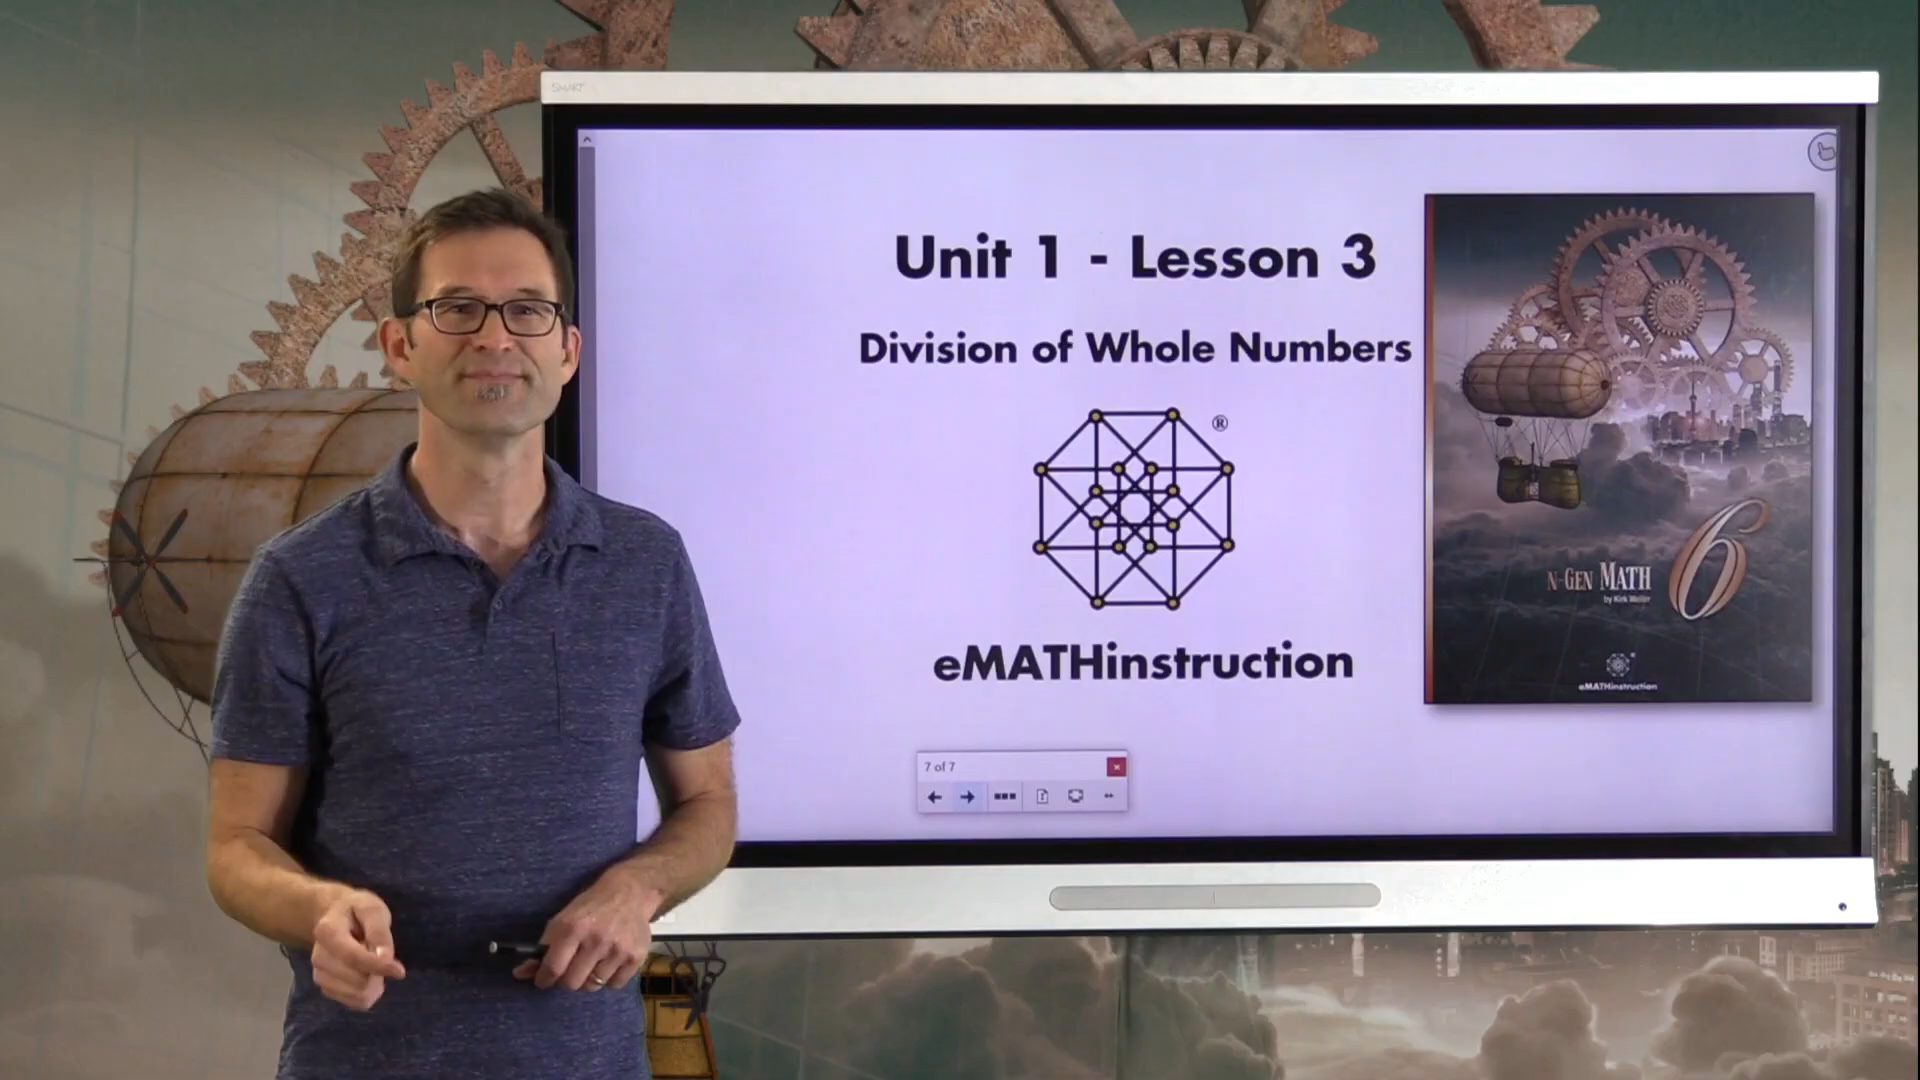 SMART
Unit 1 - Lesson 3
Division of Whole Numbers
®
eMATHinstruction
7 of 7
6
N-GEN MATH
by Kirk Weiler
eMATHinstruction